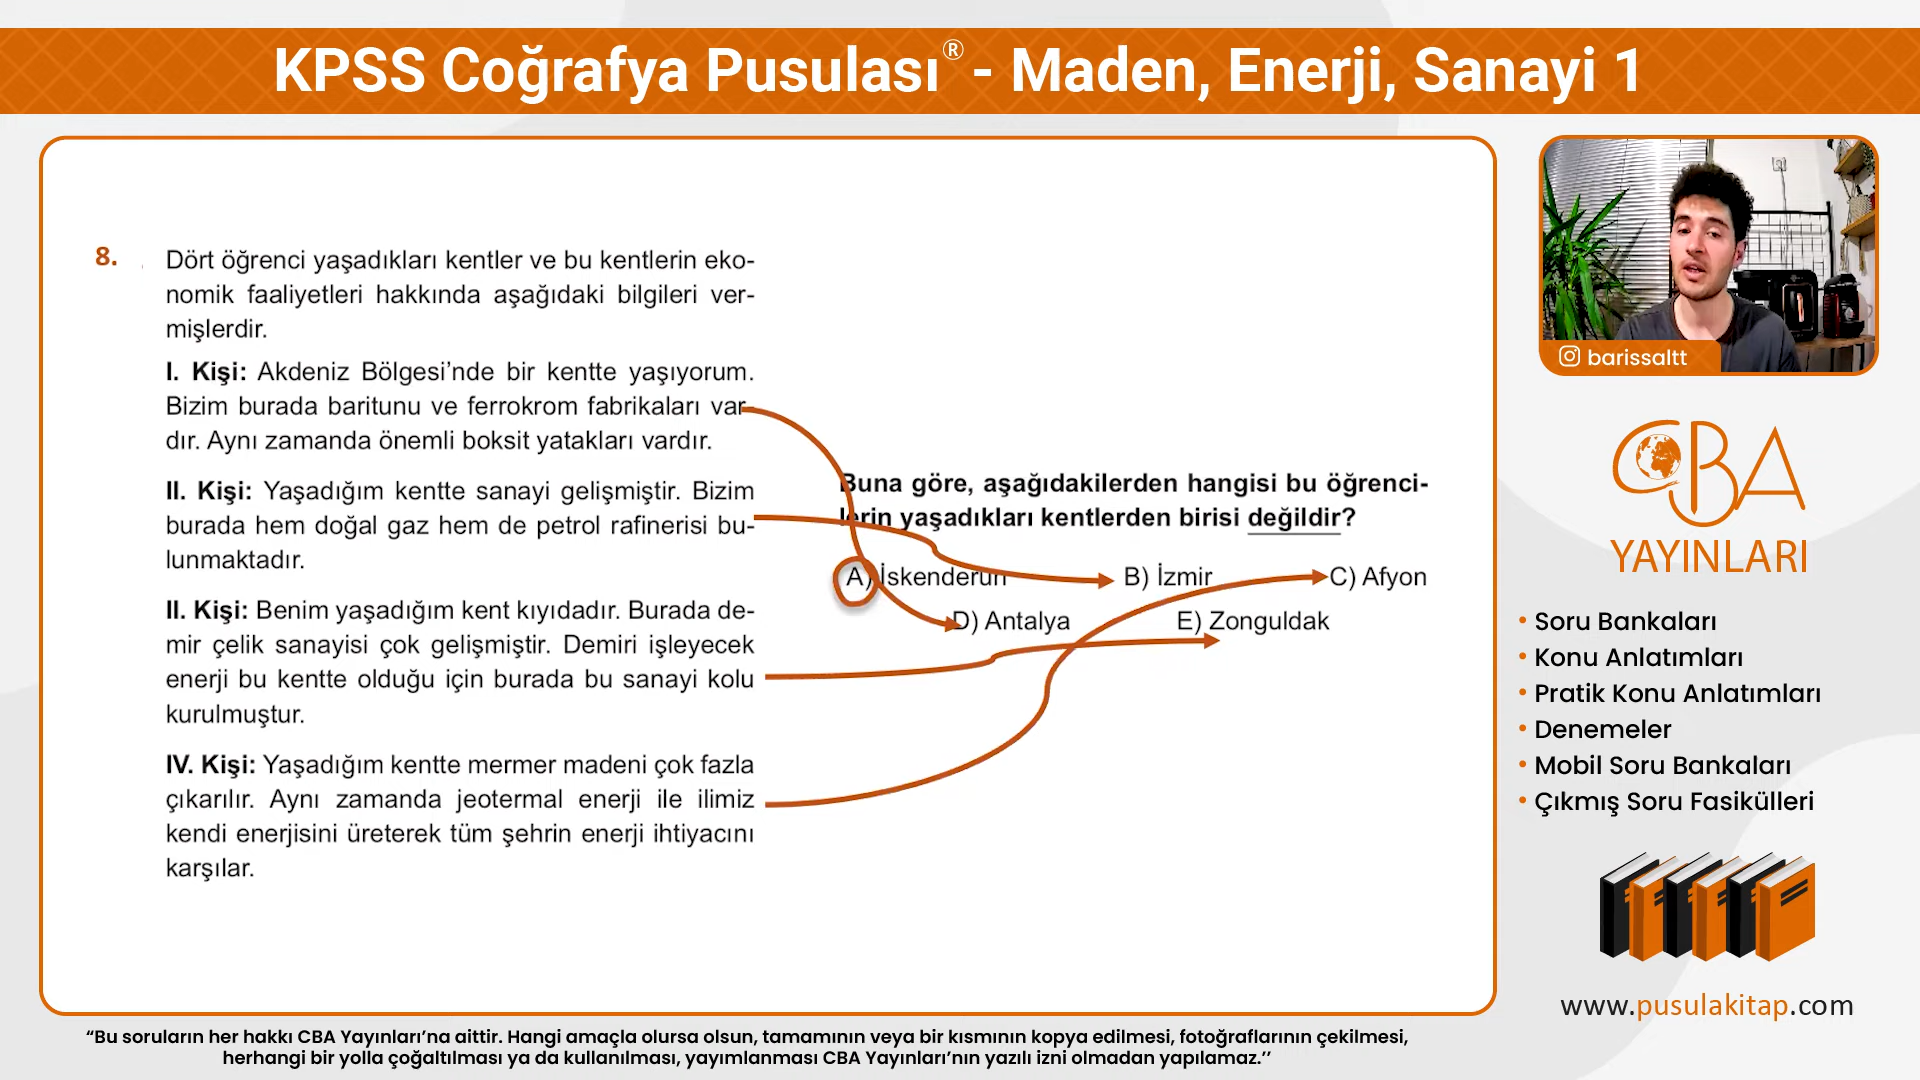 KPSS Coğrafya Pusulası® - Maden, Enerji, Sanayi 1
8.
Dört öğrenci yaşadıkları kentler ve bu kentlerin eko-
nomik faaliyetleri hakkında aşağıdaki bilgileri ver-
mişlerdir.
I. Kişi: Akdeniz Bölgesi’nde bir kentte yaşıyorum.
Bizim burada baritunu ve ferrokrom fabrikaları var-
dır. Aynı zamanda önemli boksit yatakları vardır.
II. Kişi: Yaşadığım kentte sanayi gelişmiştir. Bizim
burada hem doğal gaz hem de petrol rafinerisi bu-
lunmaktadır.
II. Kişi: Benim yaşadığım kent kıyıdadır. Burada de-
mir çelik sanayisi çok gelişmiştir. Demiri işleyecek
enerji bu kentte olduğu için burada bu sanayi kolu
kurulmuştur.
IV. Kişi: Yaşadığım kentte mermer madeni çok fazla
çıkarılır. Aynı zamanda jeotermal enerji ile ilimiz
kendi enerjisini üreterek tüm şehrin enerji ihtiyacını
karşılar.
Buna göre, aşağıdakilerden hangisi bu öğrenci-
lerin yaşadıkları kentlerden birisi değildir?
A) İskenderun B) İzmir C) Afyon
D) Antalya E) Zonguldak
barissaltt
CBA
YAYINLARI
• Soru Bankaları
• Konu Anlatımları
• Pratik Konu Anlatımları
• Denemeler
• Mobil Soru Bankaları
• Çıkmış Soru Fasikülleri
www.pusulakitap.com
“Bu soruların her hakkı CBA Yayınları’na aittir. Hangi amaçla olursa olsun, tamamının veya bir kısmının kopya edilmesi, fotoğraflarının çekilmesi,
herhangi bir yolla çoğaltılması ya da kullanılması, yayımlanması CBA Yayınları’nın yazılı izni olmadan yapılamaz.’’